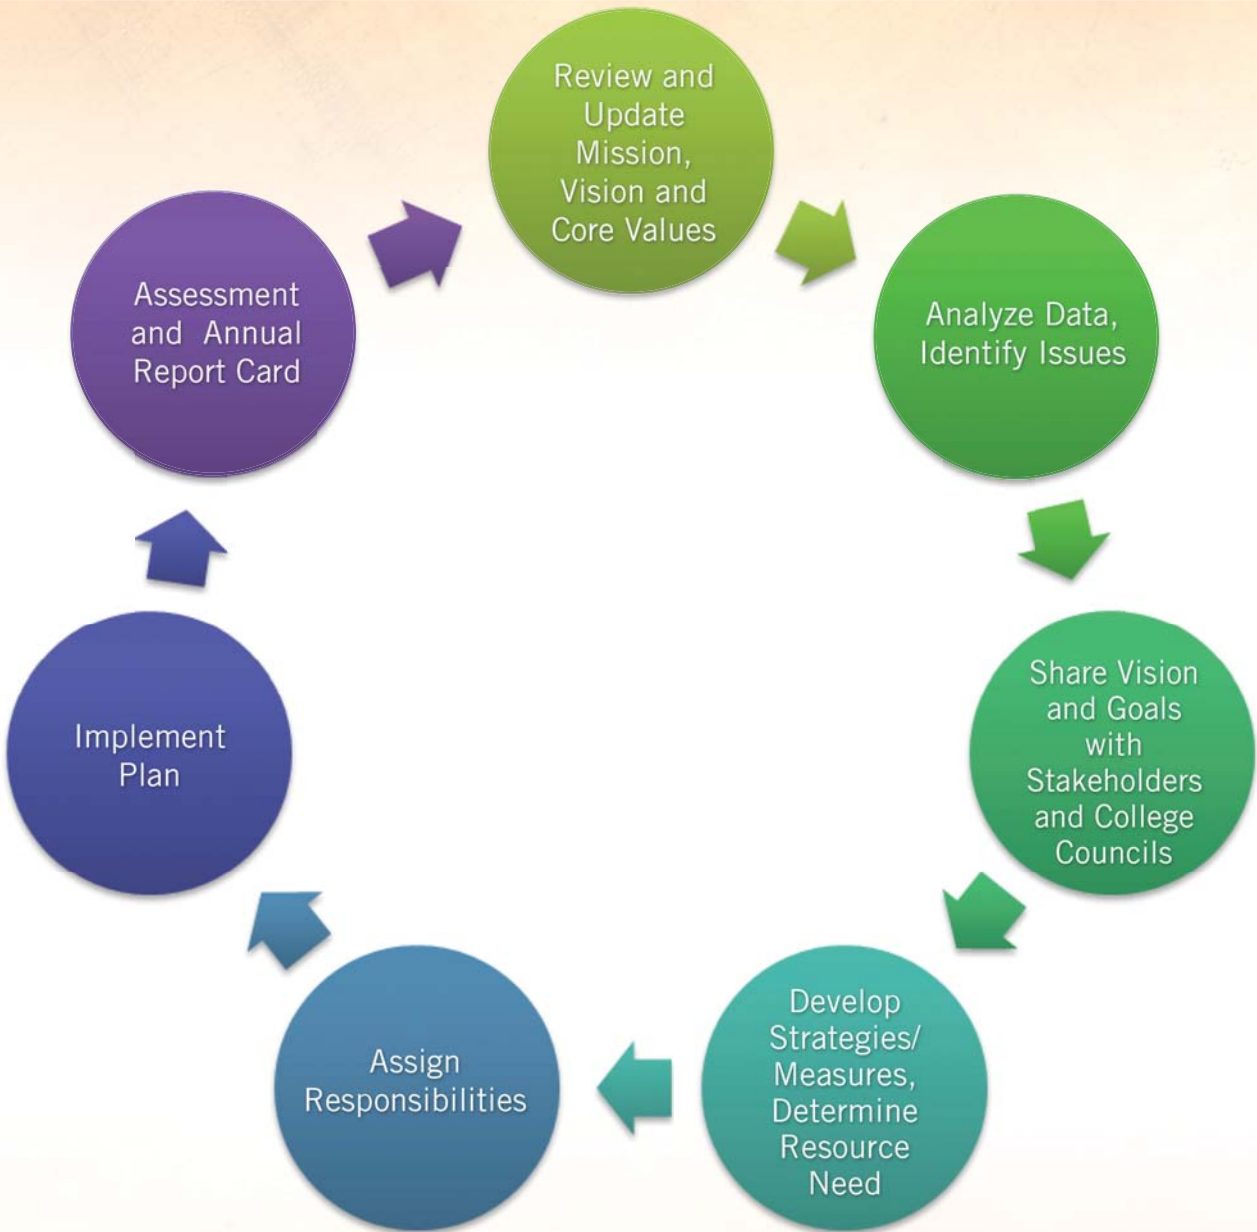 Review and
Update
Mission,
Vision and
Core Values
Analyze Data,
Identify Issues
Share Vision
and Goals
with
Stakeholders
and College
Councils
Develop
Strategies/
Measures,
Determine
Resource
Need
Assign
Responsibilities
Implement
Plan
Assessment
and Annual
Report Card